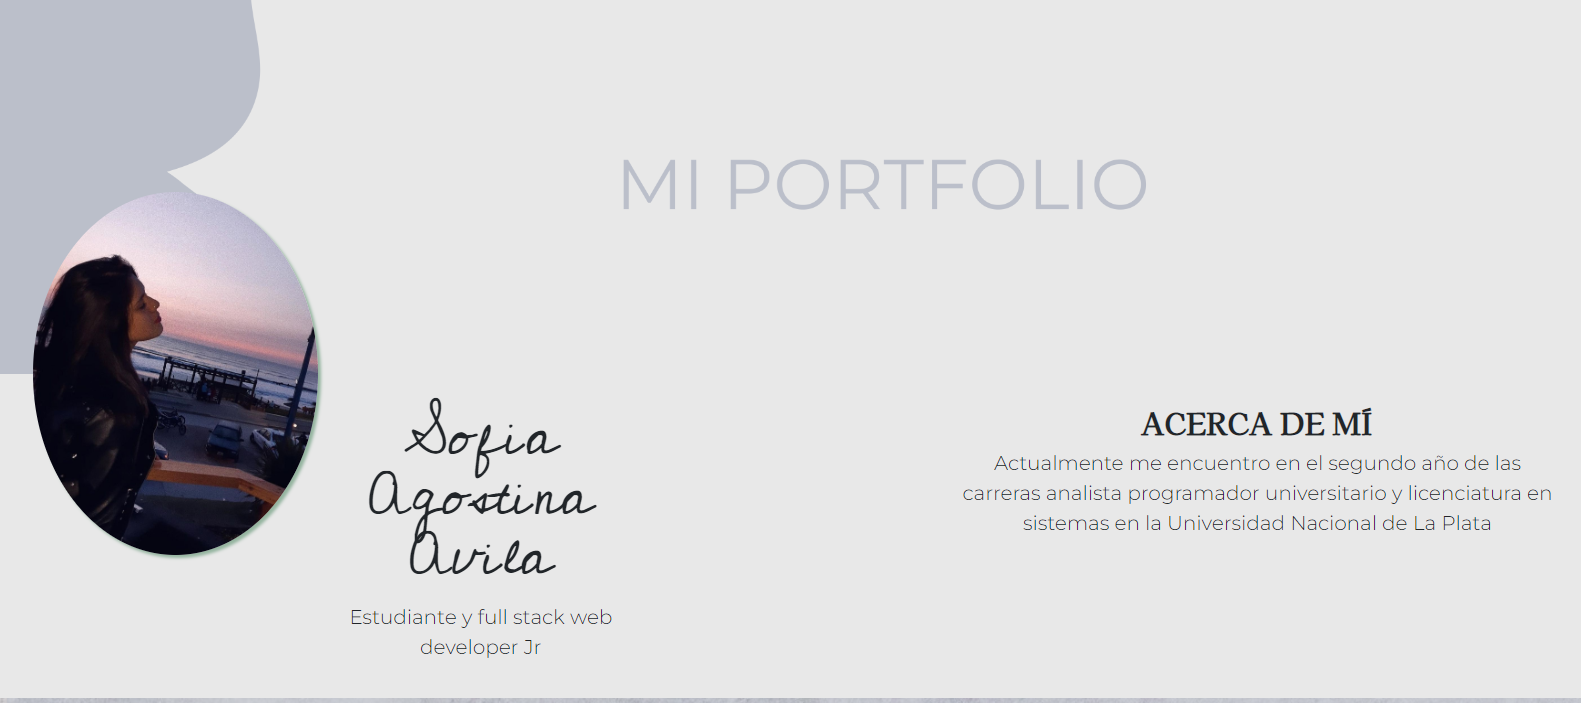 MI PORTFOLIO
Sofia
Agostina
Avila
Estudiante y full stack web
developer Jr
ACERCA DE MÍ
Actualmente me encuentro en el segundo año de las
carreras analista programador universitario y licenciatura en
sistemas en la Universidad Nacional de La Plata